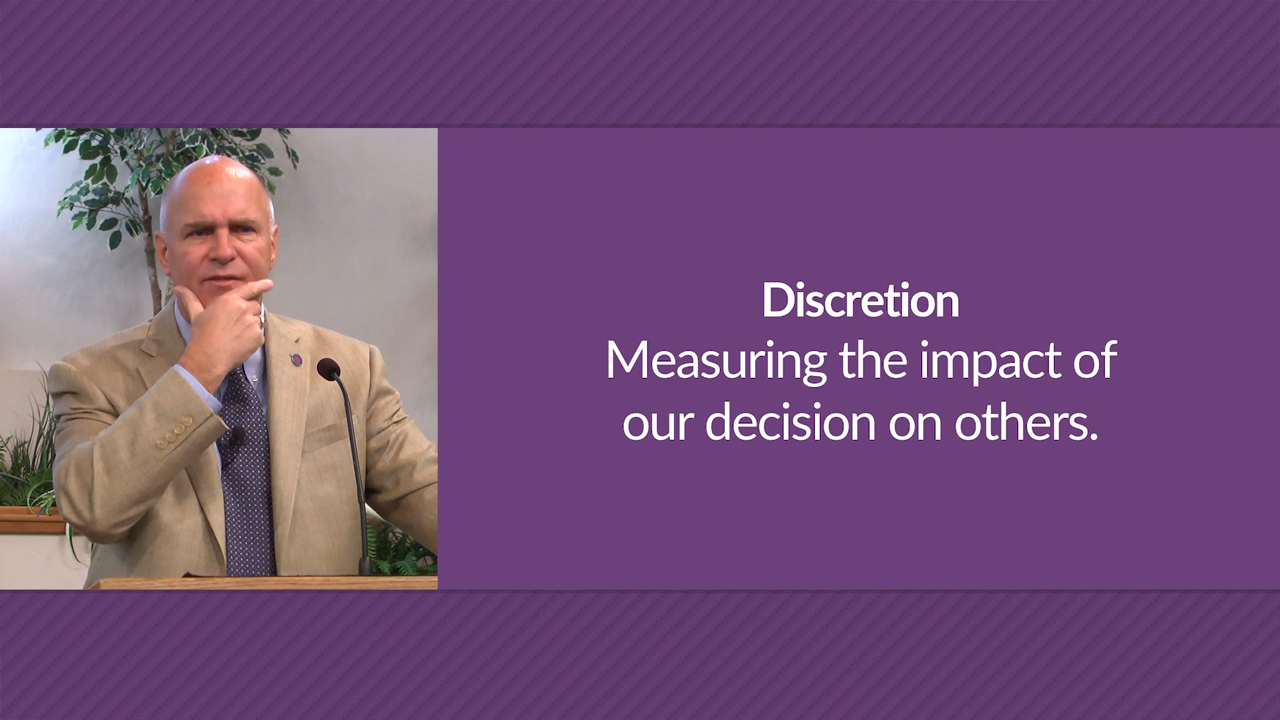 Discretion
Measuring the impact of
our decision on others.